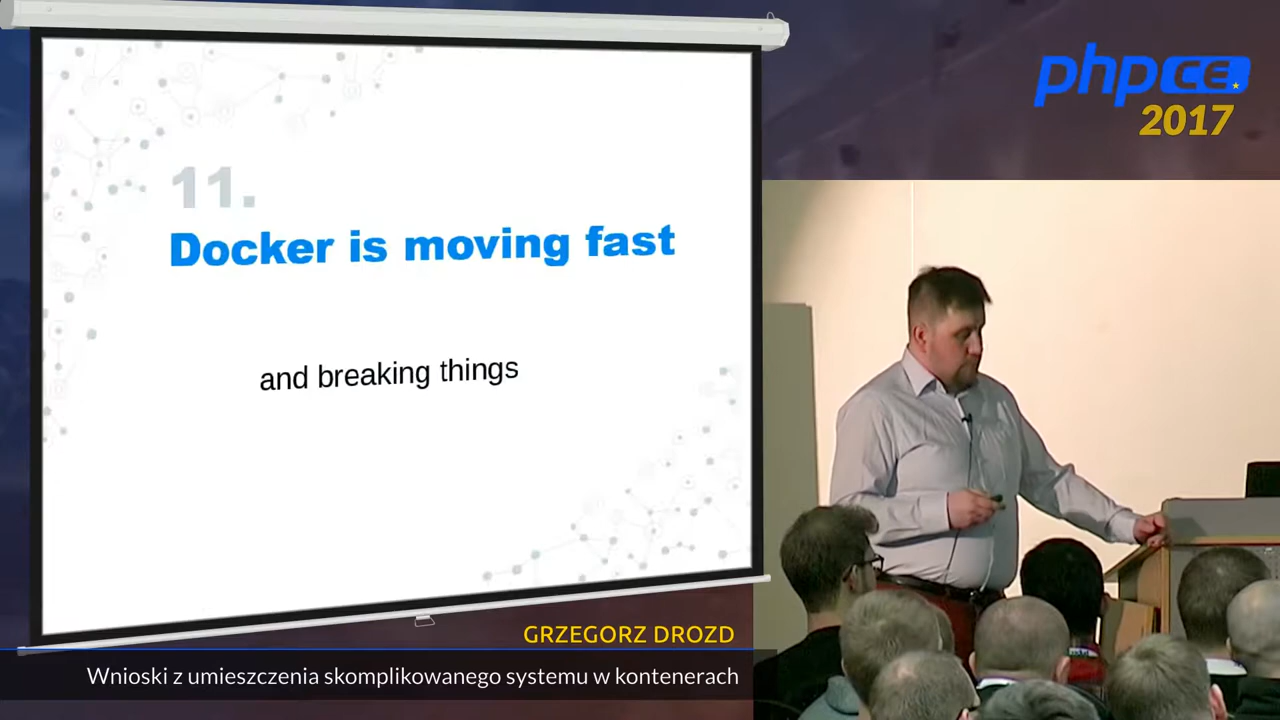 11.
Docker is moving fast
and breaking things
phpCE
2017
GRZEGORZ DROZD
Wnioski z umieszczenia skomplikowanego systemu w kontenerach